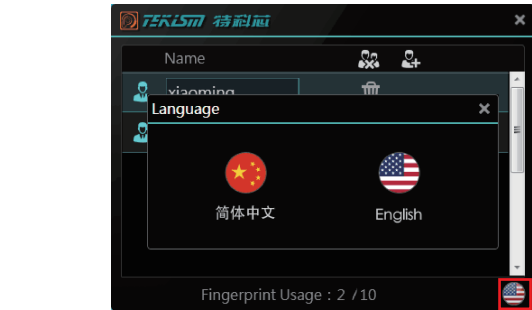 TEKISM 特科芯
Name
xiaoming
Language
简体中文
English
Fingerprint Usage : 2 / 10